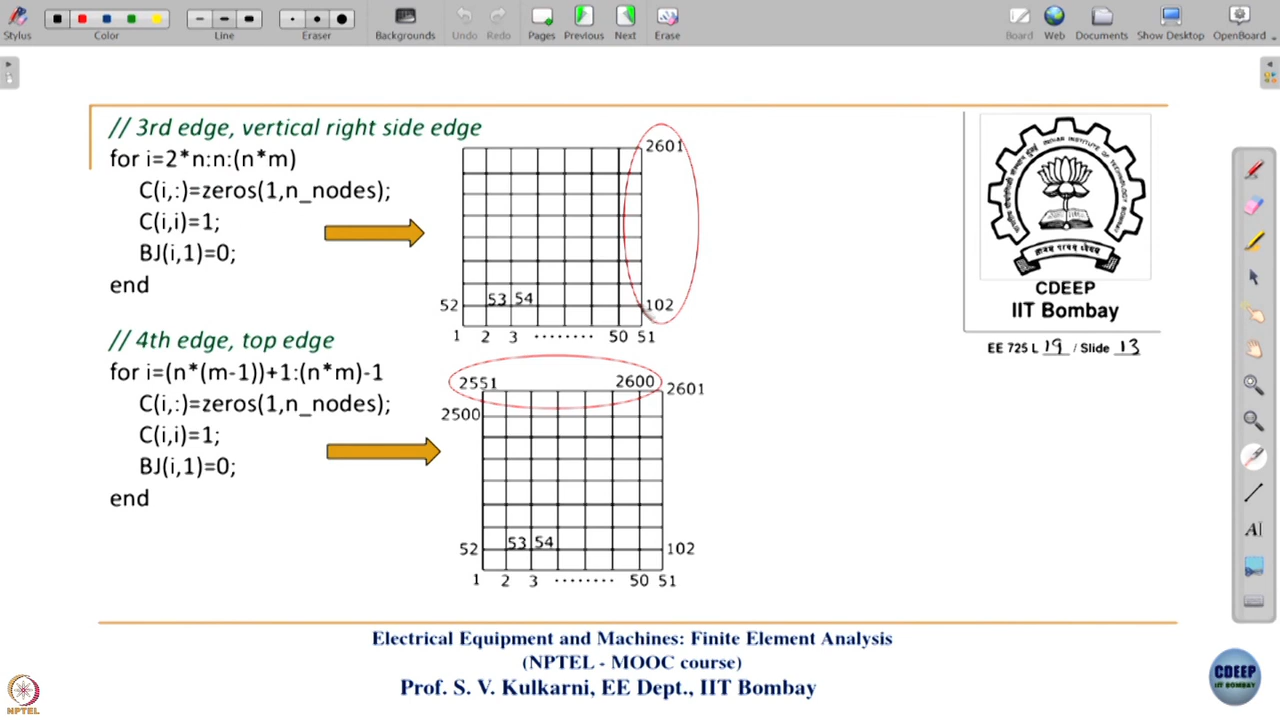 Stylus Color Line Eraser Backgrounds Undo Redo Pages Previous Next Erase Board Web Documents Show Desktop OpenBoard
// 3rd edge, vertical right side edge
for i=2*n:n:(n*m)
C(i,:)=zeros(1,n_nodes);
C(i,i)=1;
BJ(i,1)=0;
end
2601
52 53 54 102
1 2 3 ········ 50 51
// 4th edge, top edge
for i=(n*(m-1))+1:(n*m)-1
C(i,:)=zeros(1,n_nodes);
C(i,i)=1;
BJ(i,1)=0;
end
2551 2600 2601
2500
52 53 54 102
1 2 3 ········ 50 51
CDEEP
IIT Bombay
EE 725 L 19 / Slide 13
Electrical Equipment and Machines: Finite Element Analysis
(NPTEL - MOOC course)
Prof. S. V. Kulkarni, EE Dept., IIT Bombay
NPTEL
CDEEP
IIT BOMBAY